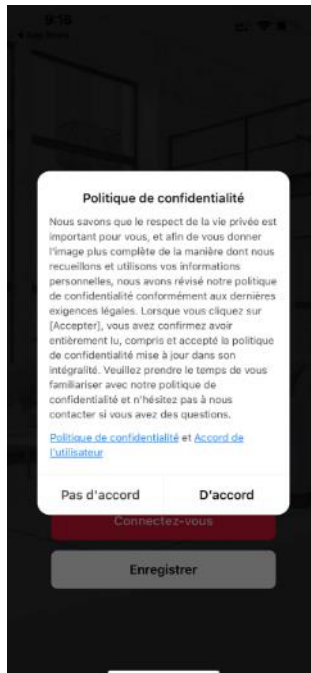 9:18
Politique de confidentialité
Nous savons que le respect de la vie privée est
important pour vous, et afin de vous donner
l'image plus complète de la manière dont nous
recueillons et utilisons vos informations
personnelles, nous avons révisé notre politique
de confidentialité conformément aux dernières
exigences légales. Lorsque vous cliquez sur
[Accepter], vous avez confirmez avoir
entièrement lu, compris et accepté la politique
de confidentialité mise à jour dans son
intégralité. Veuillez prendre le temps de vous
familiariser avec notre politique de
confidentialité et n'hésitez pas à nous
contacter si vous avez des questions.
Politique de confidentialité et Accord de
l'utilisateur
Pas d'accord D'accord
Connectez-vous
Enregistrer